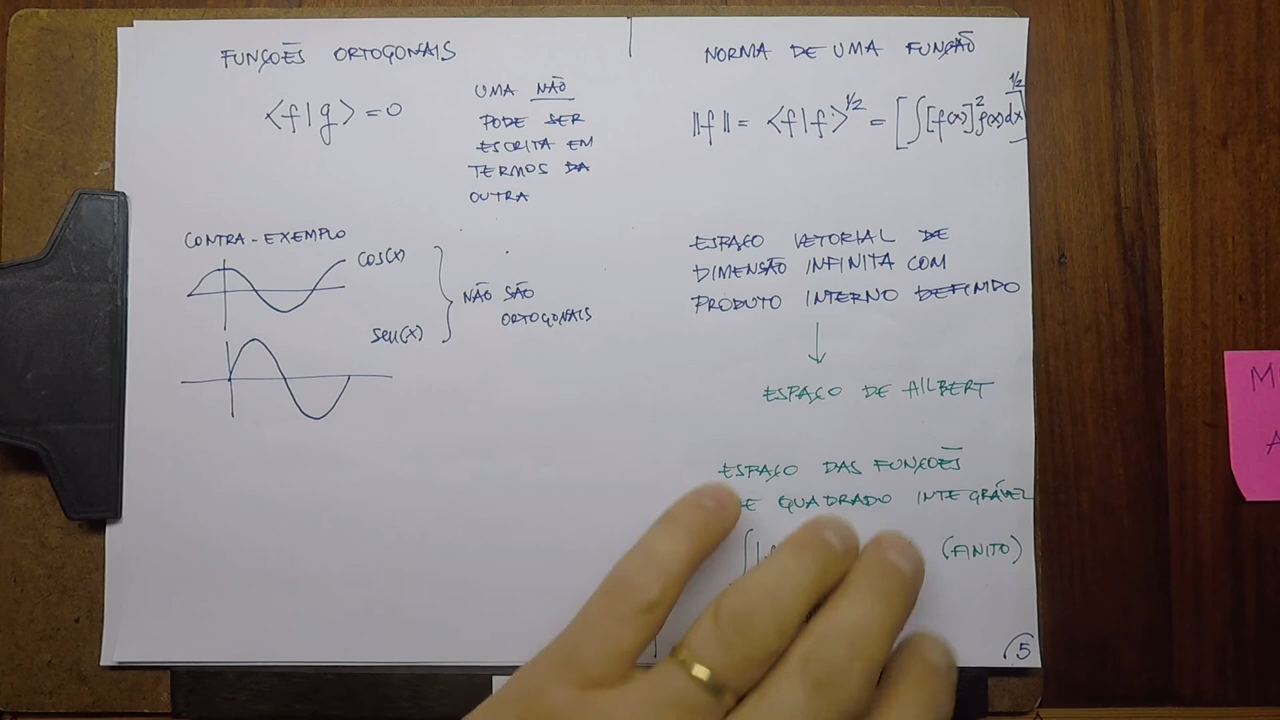 FUNÇÕES ORTOGONAIS
⟨f|g⟩=0
UMA NÃO
PODE SER
ESCRITA EM
TERMOS DA
OUTRA
CONTRA-EXEMPLO
COS(X)
SEN(X)
NÃO SÃO
ORTOGONAIS
NORMA DE UMA FUNÇÃO
||f|| = ⟨f|f⟩^1/2 = [∫[f(x)]²ρ(x)dx]^1/2
ESPAÇO VETORIAL DE
DIMENSÃO INFINITA COM
PRODUTO INTERNO DEFINIDO
↓
ESPAÇO DE HILBERT
ESPAÇO DAS FUNÇÕES
QUADRADO INTEGRÁVEL
(FINITO)
5